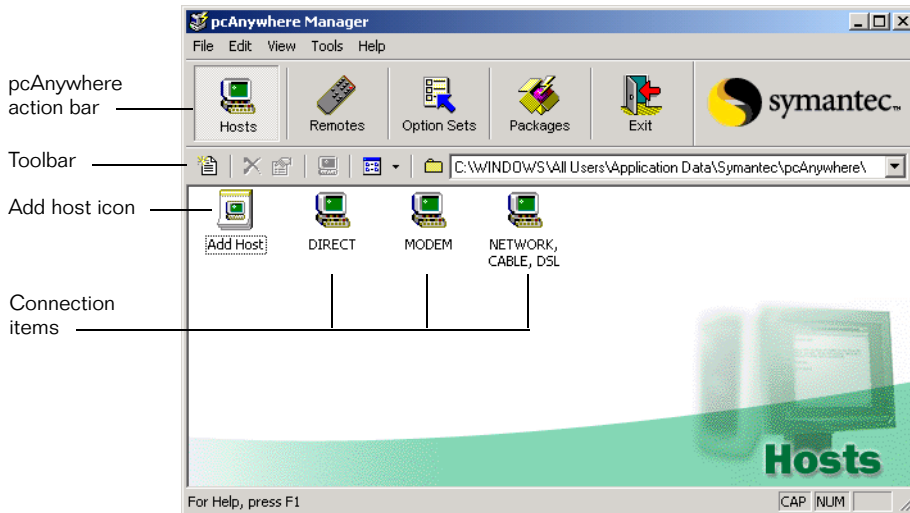 pcAnywhere Manager
File Edit View Tools Help
pcAnywhere
action bar
Hosts Remotes Option Sets Packages Exit
symantec™
Toolbar
C:\WINDOWS\All Users\Application Data\Symantec\pcAnywhere\
Add host icon
Add Host DIRECT MODEM NETWORK,
CABLE, DSL
Connection
items
Hosts
For Help, press F1 CAP NUM